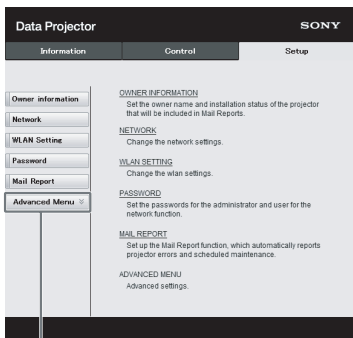 Data Projector
SONY
Information
Control
Setup
Owner information
Network
WLAN Setting
Password
Mail Report
Advanced Menu
OWNER INFORMATION
Set the owner name and installation status of the projector
that will be included in Mail Reports.
NETWORK
Change the network settings.
WLAN SETTING
Change the wlan settings.
PASSWORD
Set the passwords for the administrator and user for the
network function.
MAIL REPORT
Set up the Mail Report function, which automatically reports
projector errors and scheduled maintenance.
ADVANCED MENU
Advanced settings.